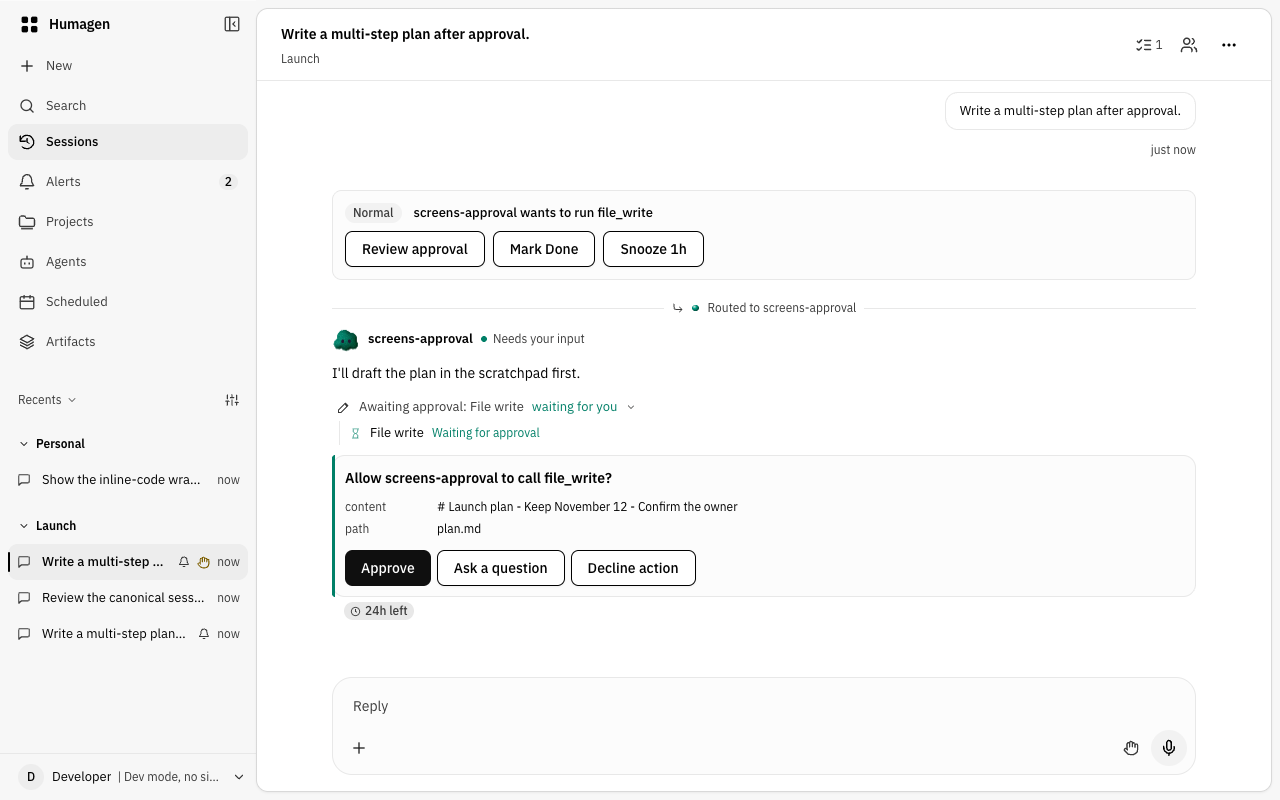 Humagen
New
Search
Sessions
Alerts 2
Projects
Agents
Scheduled
Artifacts
Recents
Personal
Show the inline-code wra... now
Launch
Write a multi-step ... now
Review the canonical sess... now
Write a multi-step plan... now
D Developer | Dev mode, no si...
Write a multi-step plan after approval.
Launch
1
Write a multi-step plan after approval.
just now
Normal screens-approval wants to run file_write
Review approval Mark Done Snooze 1h
Routed to screens-approval
screens-approval Needs your input
I'll draft the plan in the scratchpad first.
Awaiting approval: File write waiting for you
File write Waiting for approval
Allow screens-approval to call file_write?
content # Launch plan - Keep November 12 - Confirm the owner
path plan.md
Approve Ask a question Decline action
24h left
Reply